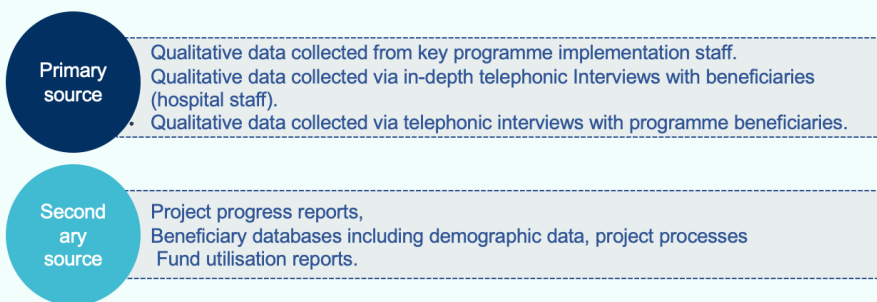 Primary
source
Qualitative data collected from key programme implementation staff.
Qualitative data collected via in-depth telephonic Interviews with beneficiaries
(hospital staff).
• Qualitative data collected via telephonic interviews with programme beneficiaries.
Second
ary
source
Project progress reports,
Beneficiary databases including demographic data, project processes
Fund utilisation reports.